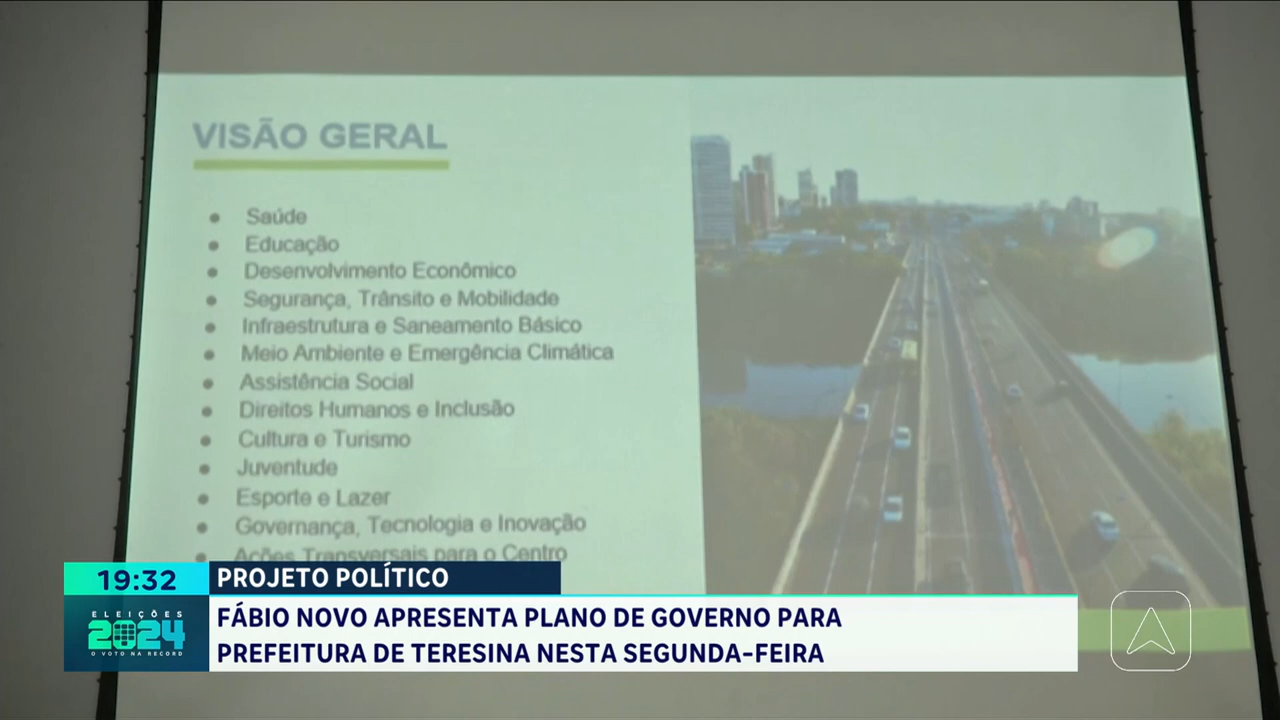 VISÃO GERAL
Saúde
Educação
Desenvolvimento Econômico
Segurança, Trânsito e Mobilidade
Infraestrutura e Saneamento Básico
Meio Ambiente e Emergência Climática
Assistência Social
Direitos Humanos e Inclusão
Cultura e Turismo
Juventude
Esporte e Lazer
Governança, Tecnologia e Inovação
Ações Transversais para o Centro
19:32
PROJETO POLÍTICO
ELEIÇÕES
2024
O VOTO NA RECORD
FÁBIO NOVO APRESENTA PLANO DE GOVERNO PARA
PREFEITURA DE TERESINA NESTA SEGUNDA-FEIRA